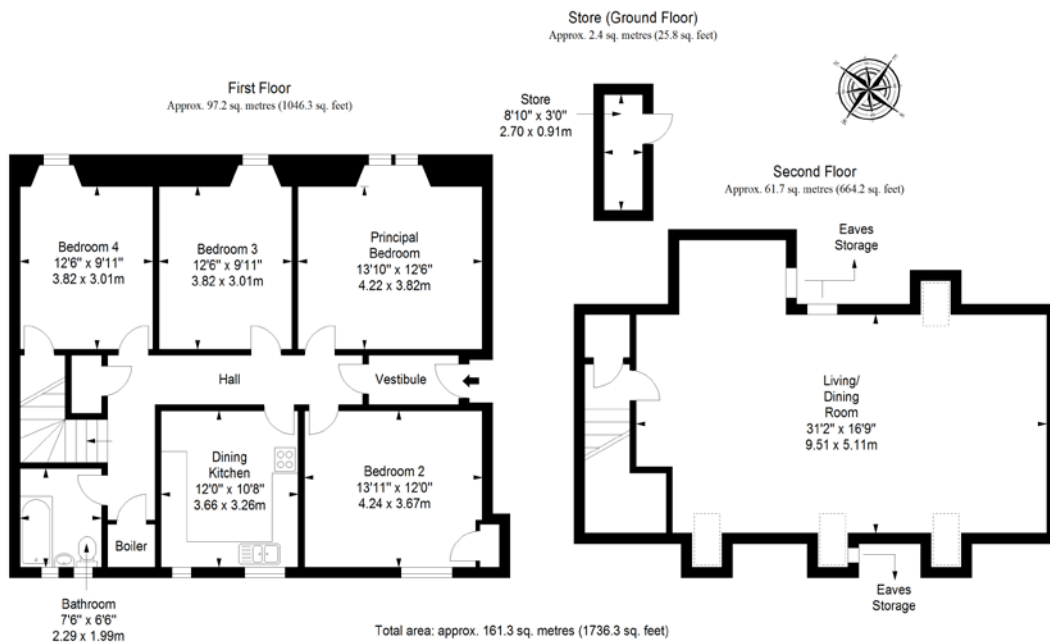 Store (Ground Floor)
Approx. 2.4 sq. metres (25.8 sq. feet)
Store
8'10" x 3'0"
2.70 x 0.91m
First Floor
Approx. 97.2 sq. metres (1046.3 sq. feet)
Bedroom 4
12'6" x 9'11"
3.82 x 3.01m
Bedroom 3
12'6" x 9'11"
3.82 x 3.01m
Principal
Bedroom
13'10" x 12'6"
4.22 x 3.82m
Hall
Vestibule
Dining
Kitchen
12'0" x 10'8"
3.66 x 3.26m
Bedroom 2
13'11" x 12'0"
4.24 x 3.67m
Boiler
Bathroom
7'6" x 6'6"
2.29 x 1.99m
Second Floor
Approx. 61.7 sq. metres (664.2 sq. feet)
Eaves
Storage
Living/
Dining
Room
31'2" x 16'9"
9.51 x 5.11m
Eaves
Storage
Total area: approx. 161.3 sq. metres (1736.3 sq. feet)